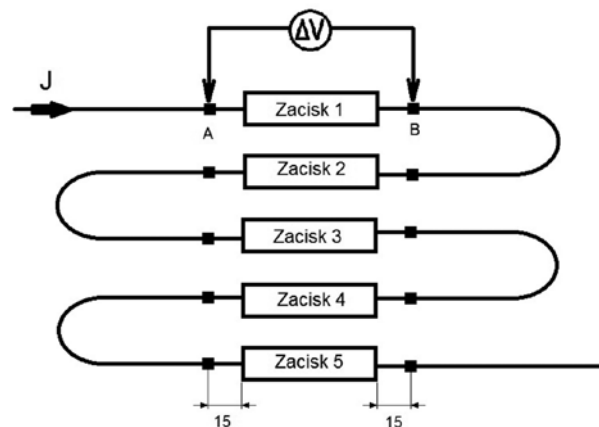 ΔV
J
Zacisk 1
A
B
Zacisk 2
Zacisk 3
Zacisk 4
Zacisk 5
15
15